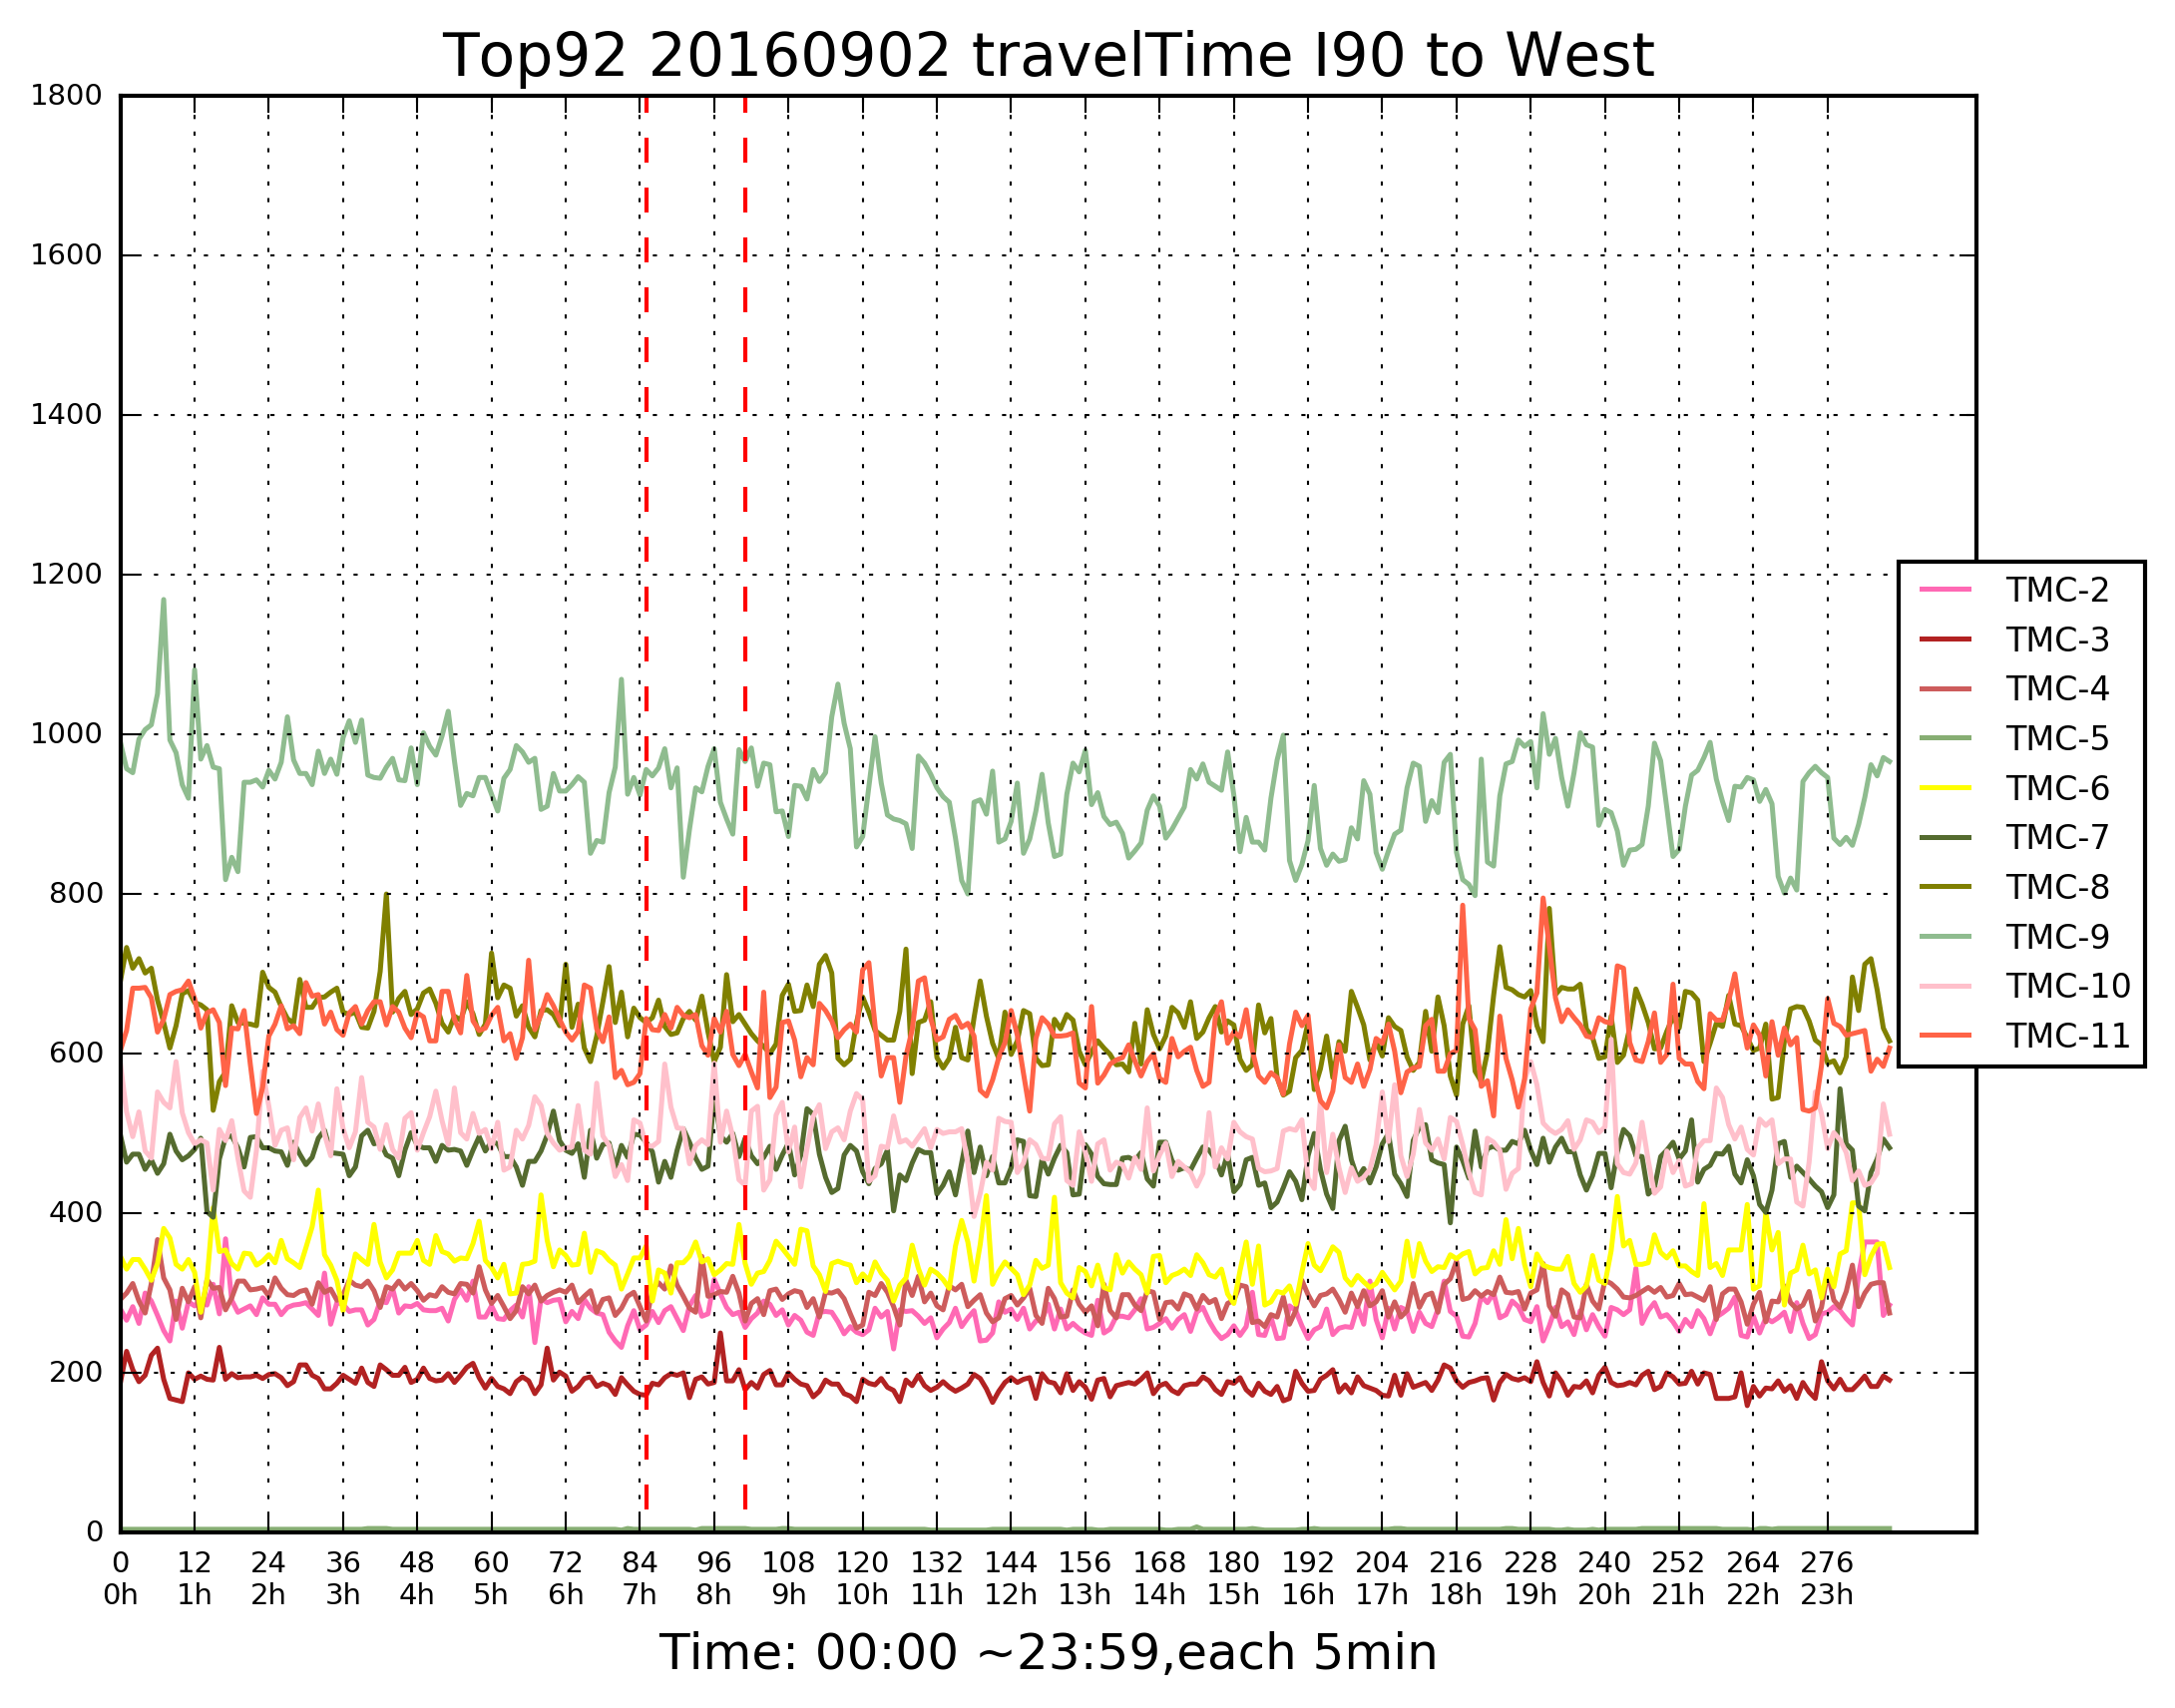 Top92 20160902 travelTime I90 to West
1800
1600
1400
1200
1000
800
600
400
200
0
TMC-2
TMC-3
TMC-4
TMC-5
TMC-6
TMC-7
TMC-8
TMC-9
TMC-10
TMC-11
0 12 24 36 48 60 72 84 96 108 120 132 144 156 168 180 192 204 216 228 240 252 264 276
0h 1h 2h 3h 4h 5h 6h 7h 8h 9h 10h 11h 12h 13h 14h 15h 16h 17h 18h 19h 20h 21h 22h 23h
Time: 00:00 ~23:59,each 5min